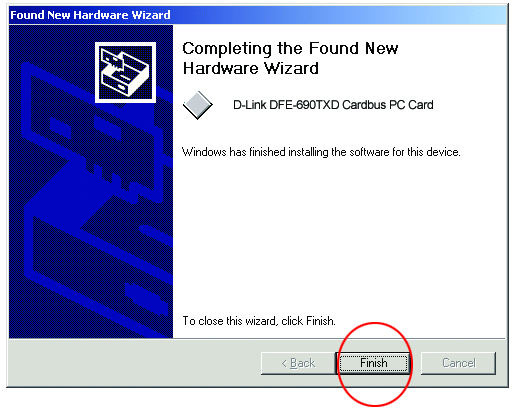 Found New Hardware Wizard
Completing the Found New
Hardware Wizard
D-Link DFE-690TXD Cardbus PC Card
Windows has finished installing the software for this device.
To close this wizard, click Finish.
< Back
Finish
Cancel